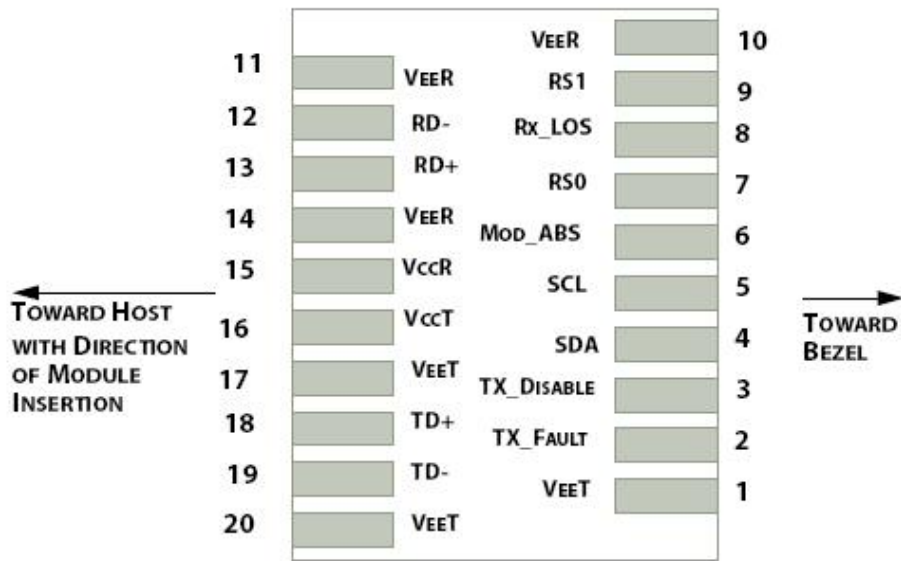 11 VEER
12 RD-
13 RD+
14 VEER
15 VccR
16 VccT
17 VEET
18 TD+
19 TD-
20 VEET
VEER 10
RS1 9
Rx_LOS 8
RS0 7
MOD_ABS 6
SCL 5
SDA 4
TX_DISABLE 3
TX_FAULT 2
VEET 1
TOWARD HOST
WITH DIRECTION
OF MODULE
INSERTION
TOWARD
BEZEL